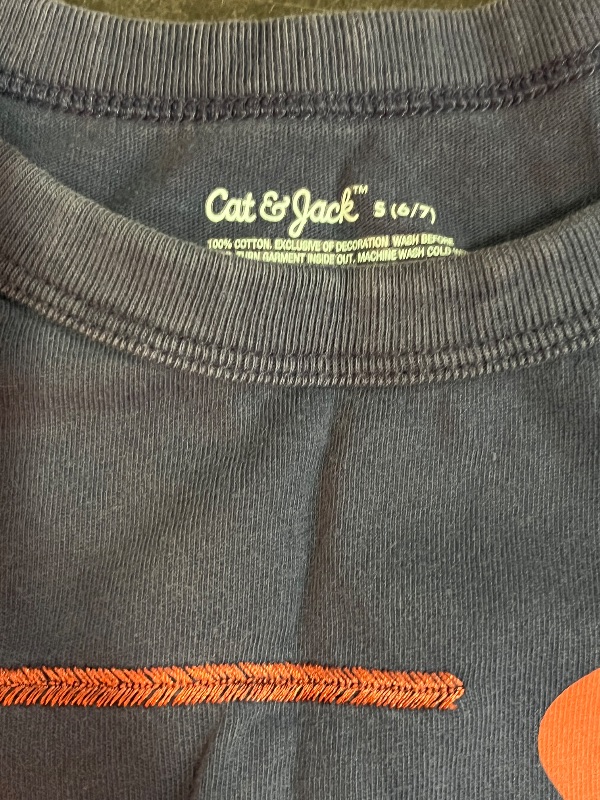 Cat & Jack™ S (6/7)
100% COTTON. EXCLUSIVE OF DECORATION. WASH BEFORE
TURN GARMENT INSIDE OUT. MACHINE WASH COLD